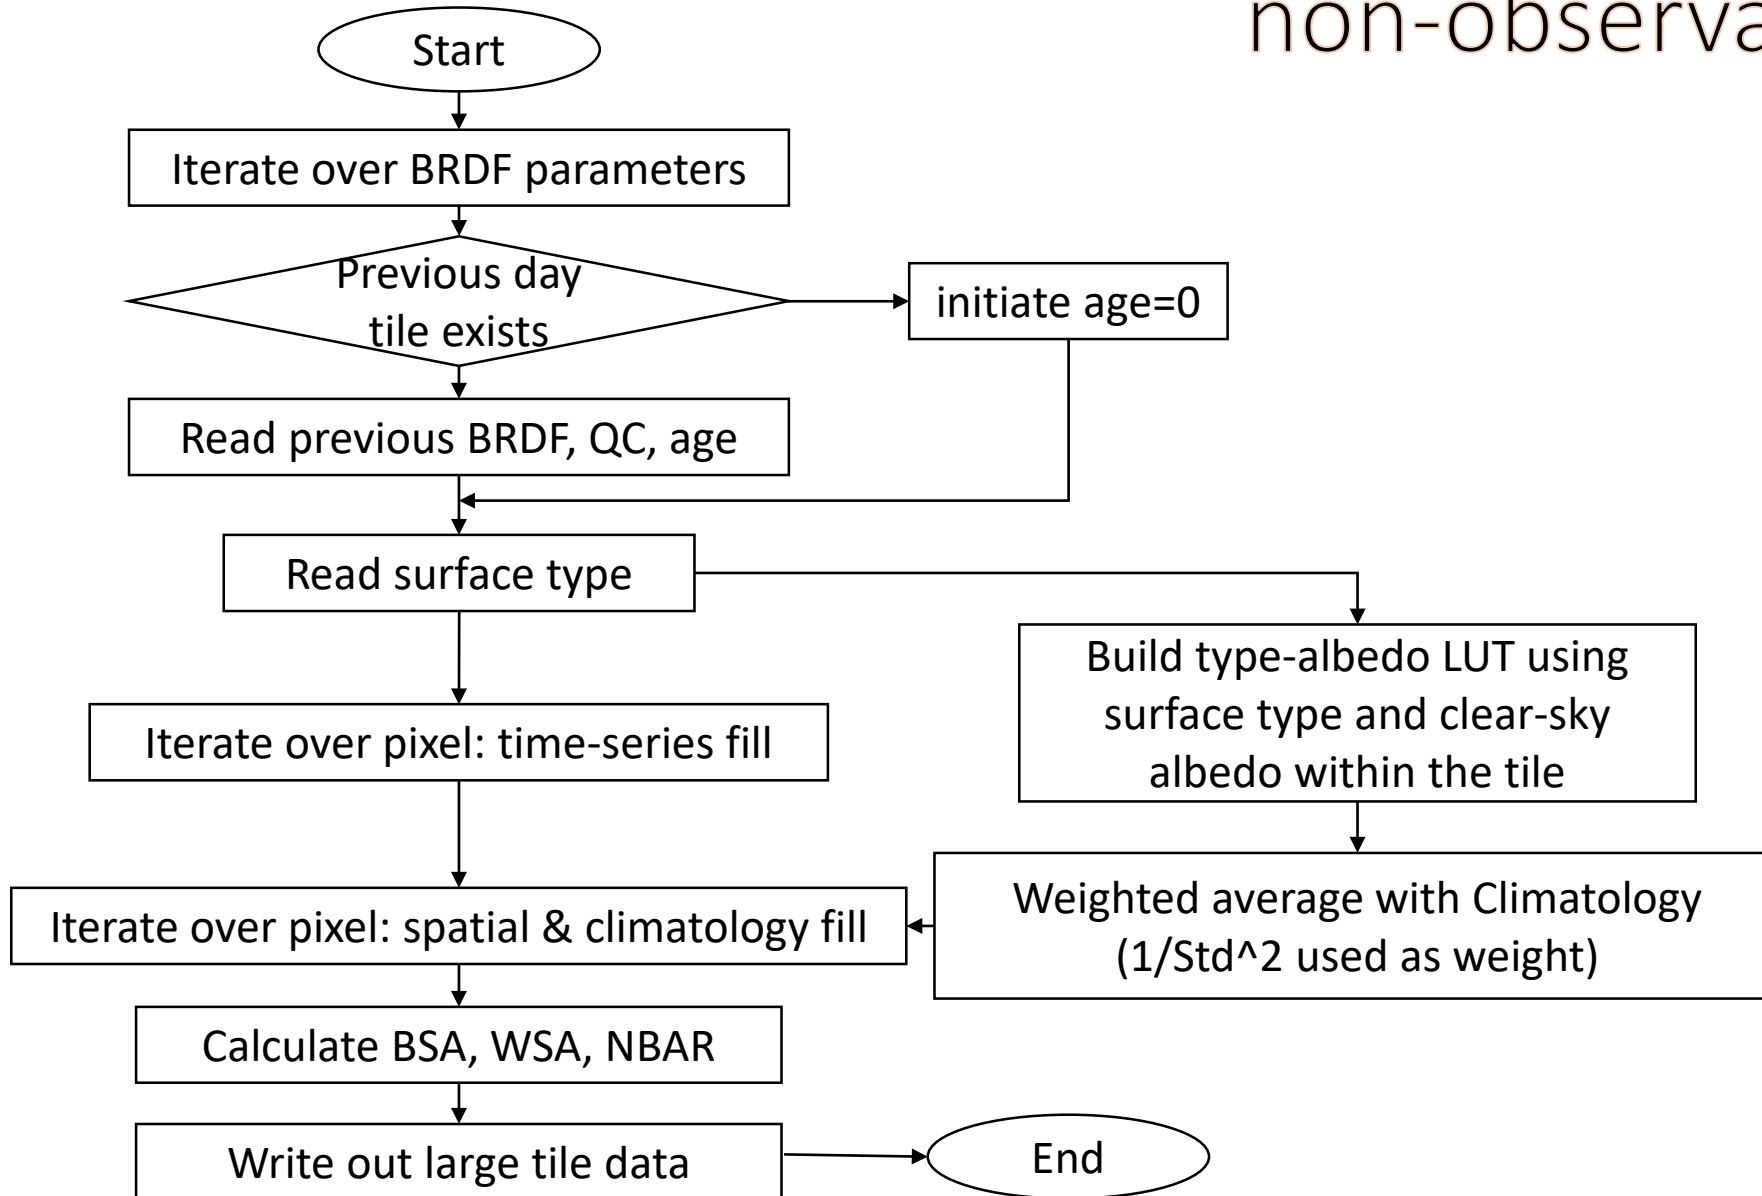 non-observa
Start
Iterate over BRDF parameters
Previous day
tile exists
initiate age=0
Read previous BRDF, QC, age
Read surface type
Build type-albedo LUT using
surface type and clear-sky
albedo within the tile
Iterate over pixel: time-series fill
Weighted average with Climatology
(1/Std^2 used as weight)
Iterate over pixel: spatial & climatology fill
Calculate BSA, WSA, NBAR
Write out large tile data
End